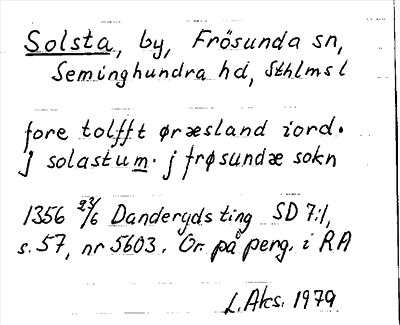 Solsta, by, Frösunda sn,
Seminghundra hd, Sthlms l
fore tolfft øræsland iord.
j solastum. j frøsundæ sokn
1356 23/6 Danderyds ting SD 7:1,
s. 57, nr 5603. Or. på perg. i RA
L. Aks. 1979